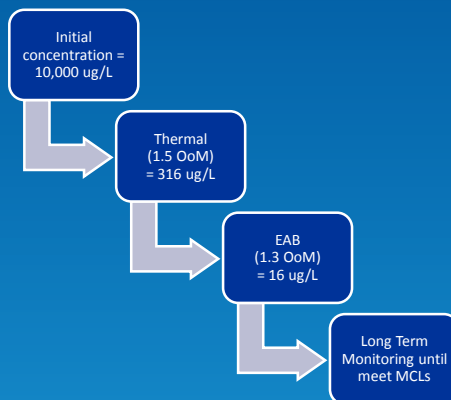 Initial
concentration =
10,000 ug/L
Thermal
(1.5 OoM)
= 316 ug/L
EAB
(1.3 OoM)
= 16 ug/L
Long Term
Monitoring until
meet MCLs